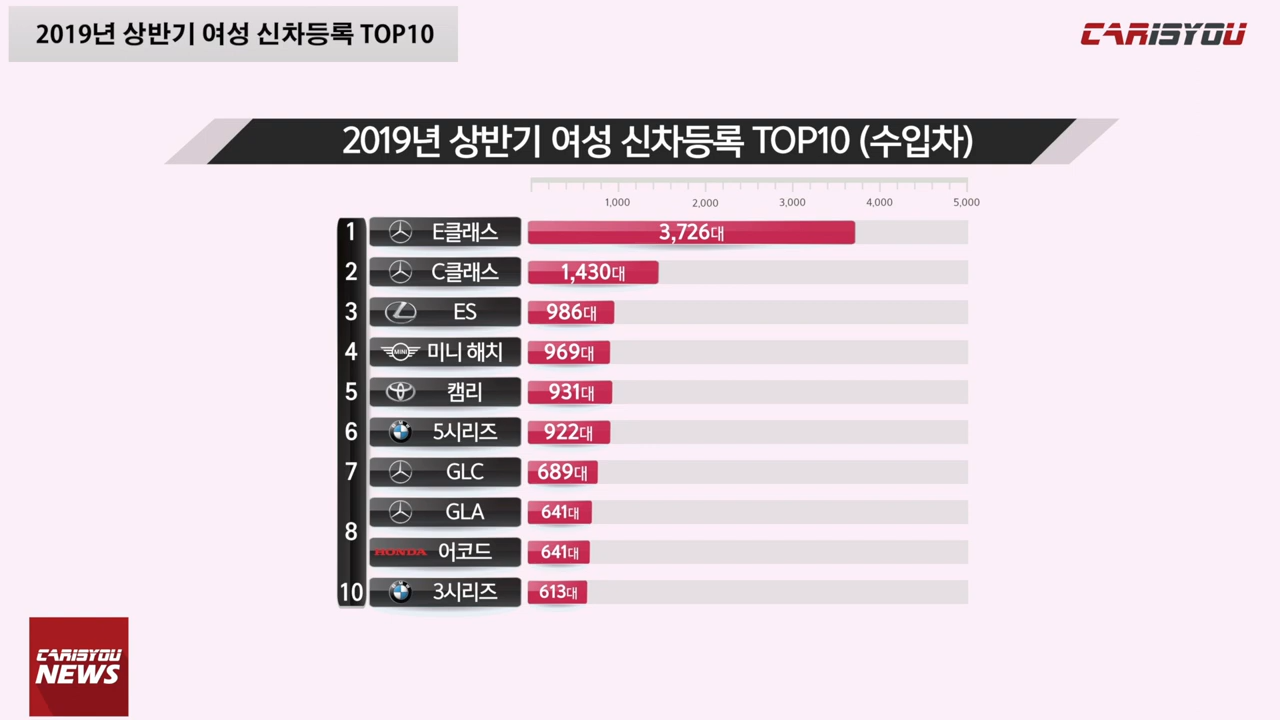 2019년 상반기 여성 신차등록 TOP10
CARISYOU
2019년 상반기 여성 신차등록 TOP10 (수입차)
1,000 2,000 3,000 4,000 5,000
1 E클래스 3,726대
2 C클래스 1,430대
3 ES 986대
4 MINI 미니 해치 969대
5 캠리 931대
6 5시리즈 922대
7 GLC 689대
8 GLA 641대
HONDA 어코드 641대
10 3시리즈 613대
CARISYOU
NEWS